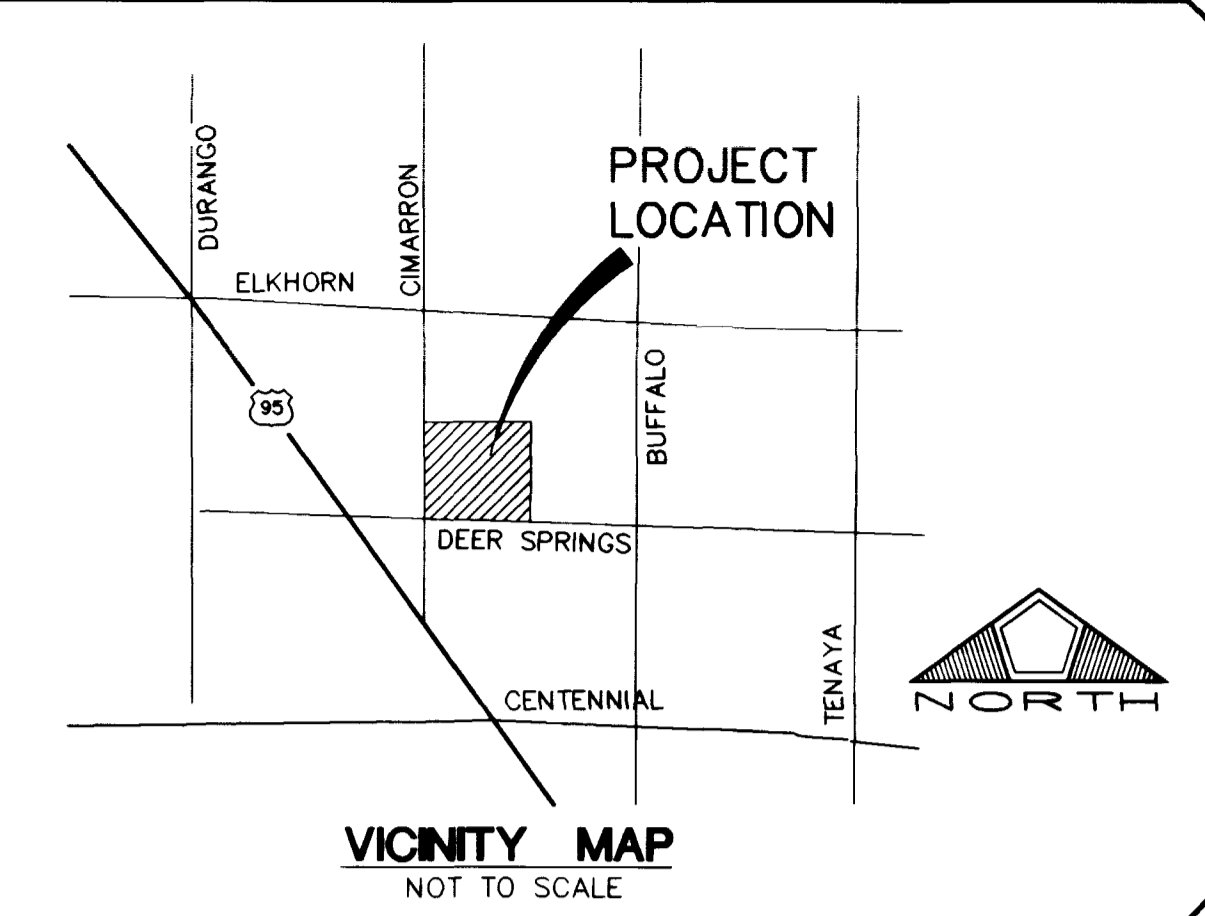 DURANGO
CIMARRON
PROJECT
LOCATION
ELKHORN
95
BUFFALO
DEER SPRINGS
TENAYA
CENTENNIAL
NORTH
VICINITY MAP
NOT TO SCALE